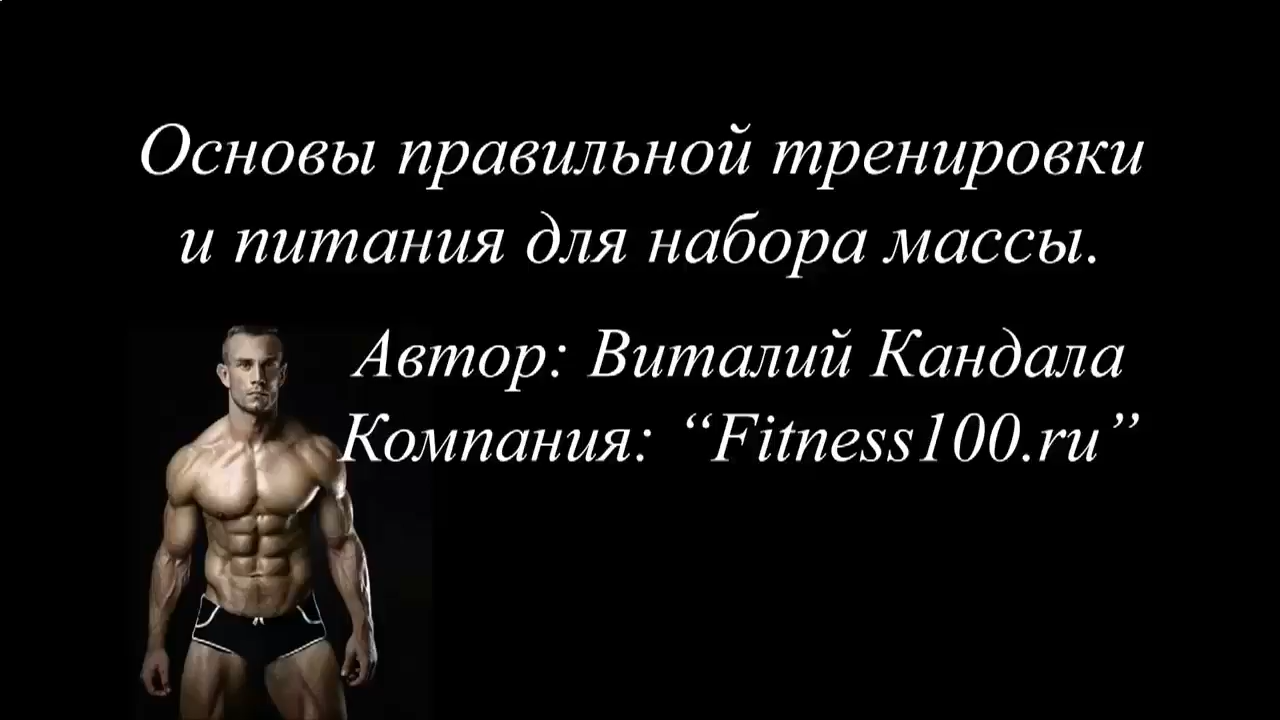 Основы правильной тренировки
и питания для набора массы.
Автор: Виталий Кандала
Компания: “Fitness100.ru”